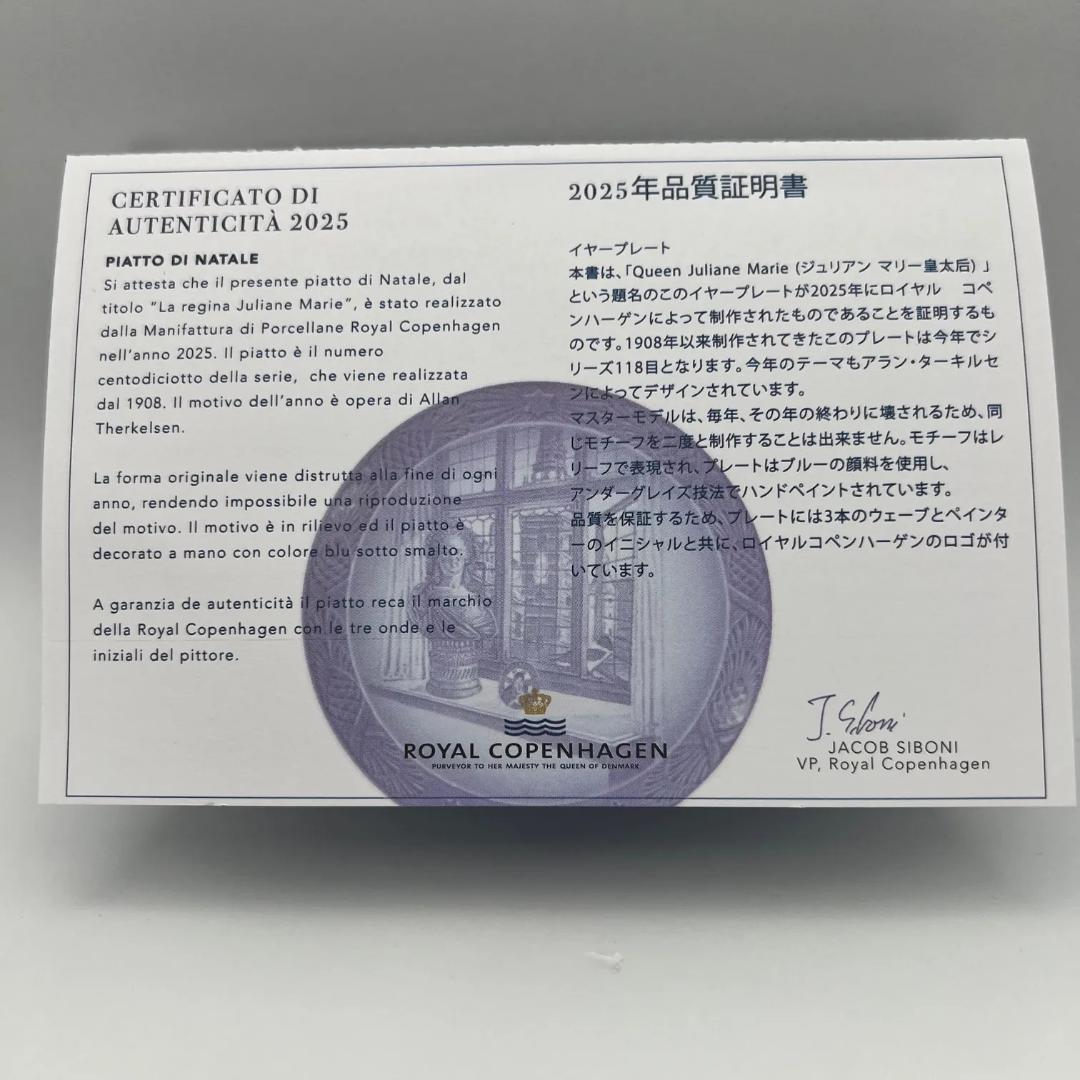 CERTIFICATO DI
AUTENTICITÀ 2025
PIATTO DI NATALE
Si attesta che il presente piatto di Natale, dal
titolo "La regina Juliane Marie", è stato realizzato
dalla Manifattura di Porcellane Royal Copenhagen
nell'anno 2025. Il piatto è il numero
centodiciotto della serie, che viene realizzata
dal 1908. Il motivo dell'anno è opera di Allan
Therkelsen.
La forma originale viene distrutta alla fine di ogni
anno, rendendo impossibile una riproduzione
del motivo. Il motivo è in rilievo ed il piatto è
decorato a mano con colore blu sotto smalto.
A garanzia de autenticità il piatto reca il marchio
della Royal Copenhagen con le tre onde e le
iniziali del pittore.
2025年品質証明書
イヤープレート
本書は、「Queen Juliane Marie (ジュリアン マリー皇太后) 」
という題名のこのイヤープレートが2025年にロイヤル　コペ
ンハーゲンによって制作されたものであることを証明するも
のです。1908年以来制作されてきたこのプレートは今年でシ
リーズ118目となります。今年のテーマもアラン・ターキルセ
ンによってデザインされています。
マスターモデルは、毎年、その年の終わりに壊されるため、同
じモチーフを二度と制作することは出来ません。モチーフはレ
リーフで表現され、プレートはブルーの顔料を使用し、
アンダーグレイズ技法でハンドペイントされています。
品質を保証するため、プレートには3本のウェーブとペインタ
ーのイニシャルと共に、ロイヤルコペンハーゲンのロゴが付
いています。
J. Siboni
JACOB SIBONI
VP, Royal Copenhagen
ROYAL COPENHAGEN
PURVEYOR TO HER MAJESTY THE QUEEN OF DENMARK